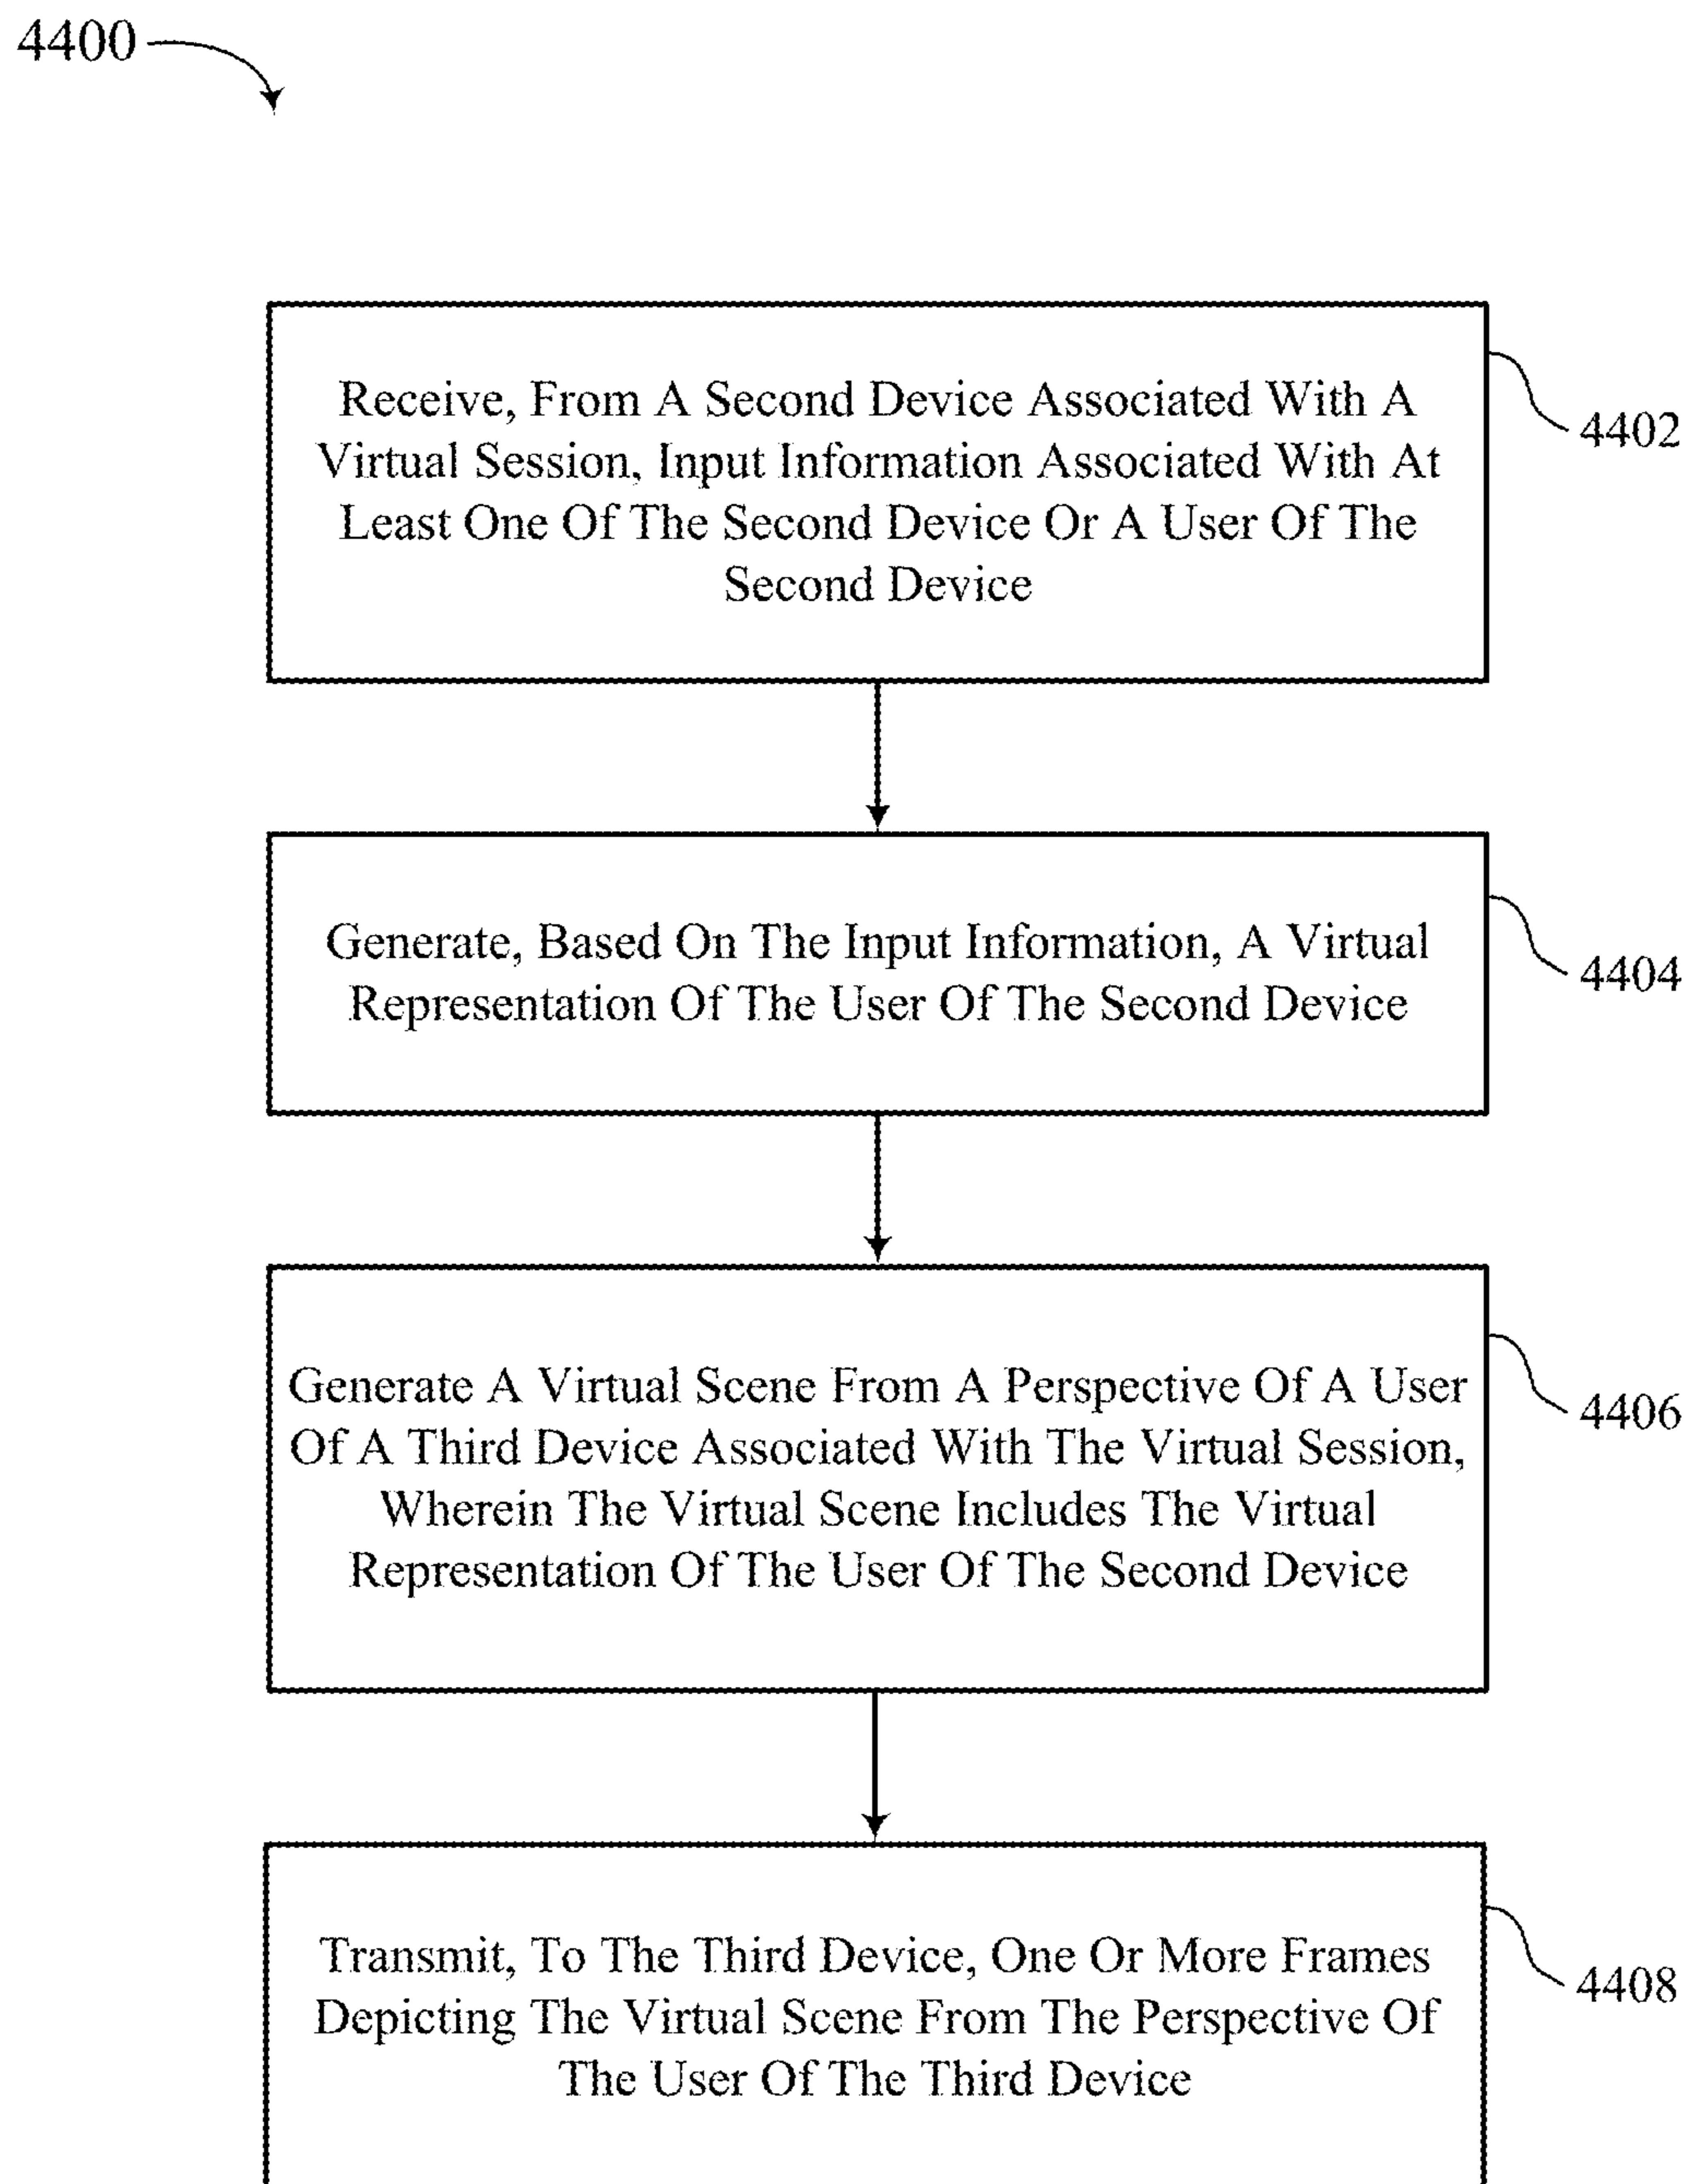 4400
Receive, From A Second Device Associated With A
Virtual Session, Input Information Associated With At
Least One Of The Second Device Or A User Of The
Second Device
4402
Generate, Based On The Input Information, A Virtual
Representation Of The User Of The Second Device
4404
Generate A Virtual Scene From A Perspective Of A User
Of A Third Device Associated With The Virtual Session,
Wherein The Virtual Scene Includes The Virtual
Representation Of The User Of The Second Device
4406
Transmit, To The Third Device, One Or More Frames
Depicting The Virtual Scene From The Perspective Of
The User Of The Third Device
4408